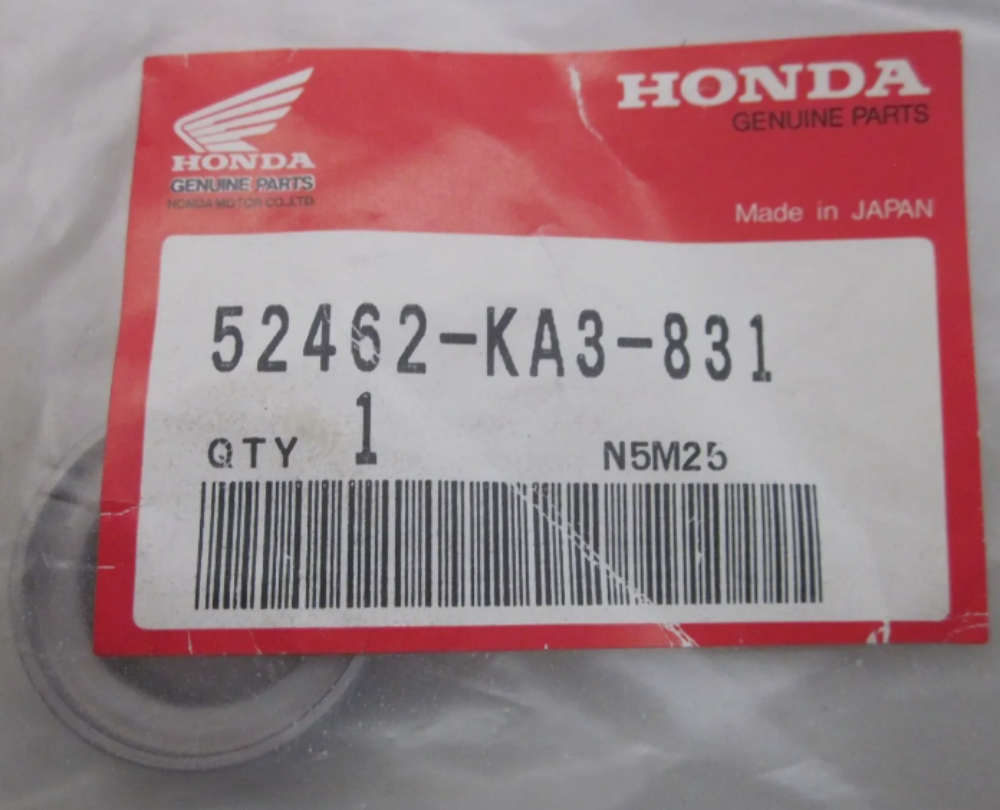 HONDA
GENUINE PARTS
HONDA MOTOR CO., LTD.
HONDA
GENUINE PARTS
Made in JAPAN
52462-KA3-831
QTY 1
N5M25